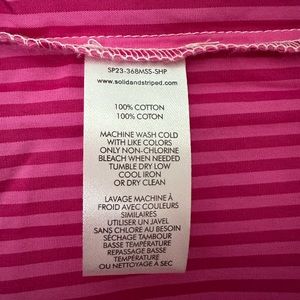 SP23-368MSS-SHP
www.solidandstriped.com
100% COTTON
100% COTON
MACHINE WASH COLD
WITH LIKE COLORS
ONLY NON-CHLORINE
BLEACH WHEN NEEDED
TUMBLE DRY LOW
COOL IRON
OR DRY CLEAN
LAVAGE MACHINE À
FROID AVEC COULEURS
SIMILAIRES
UTILISER UN JAVEL
SANS CHLORE AU BESOIN
SÉCHAGE TAMBOUR
BASSE TEMPÉRATURE
REPASSAGE BASSE
TEMPÉRATURE
OU NETTOYAGE A SEC